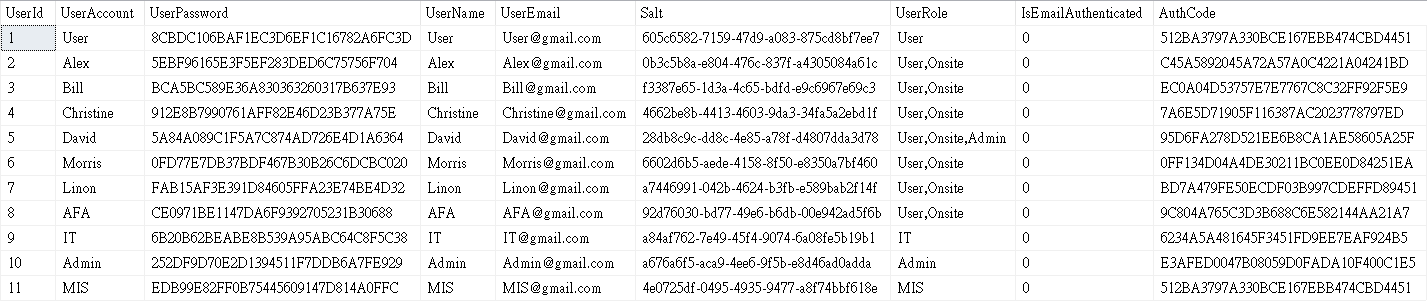 UserId UserAccount UserPassword UserName UserEmail Salt UserRole IsEmailAuthenticated AuthCode
1 User 8CBDC106BAF1EC3D6EF1C16782A6FC3D User User@gmail.com 605c6582-7159-47d9-a083-875cd8bf7ee7 User 0 512BA3797A330BCE167EBB474CBD4451
2 Alex 5EBF96165E3F5EF283DED6C75756F704 Alex Alex@gmail.com 0b3c5b8a-e804-476c-837f-a4305084a61c User,Onsite 0 C45A5892045A72A57A0C4221A04241BD
3 Bill BCA5BC589E36A830363260317B637E93 Bill Bill@gmail.com f3387e65-1d3a-4c65-bdfd-e9c6967e69c3 User,Onsite 0 EC0A04D53757E7E7767C8C32FF92F5E9
4 Christine 912E8B7990761AFF82E46D23B377A75E Christine Christine@gmail.com 4662be8b-4413-4603-9da3-34fa5a2ebd1f User,Onsite 0 7A6E5D71905F116387AC2023778797ED
5 David 5A84A089C1F5A7C874AD726E4D1A6364 David David@gmail.com 28db8c9c-dd8c-4e85-a78f-d4807dda3d78 User,Onsite,Admin 0 95D6FA278D521EE6B8CA1AE58605A25F
6 Morris 0FD77E7DB37BDF467B30B26C6DCBC020 Morris Morris@gmail.com 6602d6b5-aede-4158-8f50-e8350a7bf460 User,Onsite 0 0FF134D04A4DE30211BC0EE0D84251EA
7 Linon FAB15AF3E391D84605FFA23E74BE4D32 Linon Linon@gmail.com a7446991-042b-4624-b3fb-e589bab2f14f User,Onsite 0 BD7A479FE50ECDF03B997CDEFFD89451
8 AFA CE0971BE1147DA6F9392705231B30688 AFA AFA@gmail.com 92d76030-bd77-49e6-b6db-00e942ad5f6b User,Onsite 0 9C804A765C3D3B688C6E582144AA21A7
9 IT 6B20B62BEABE8B539A95ABC64C8F5C38 IT IT@gmail.com a84af762-7e49-45f4-9074-6a08fe5b19b1 IT 0 6234A5A481645F3451FD9EE7EAF924B5
10 Admin 252DF9D70E2D1394511F7DDB6A7FE929 Admin Admin@gmail.com a676a6f5-aca9-4ee6-9f5b-e8d46ad0adda Admin 0 E3AFED0047B08059D0FADA10F400C1E5
11 MIS EDB99E82FF0B75445609147D814A0FFC MIS MIS@gmail.com 4e0725df-0495-4935-9477-a8f74bbf618e MIS 0 512BA3797A330BCE167EBB474CBD4451